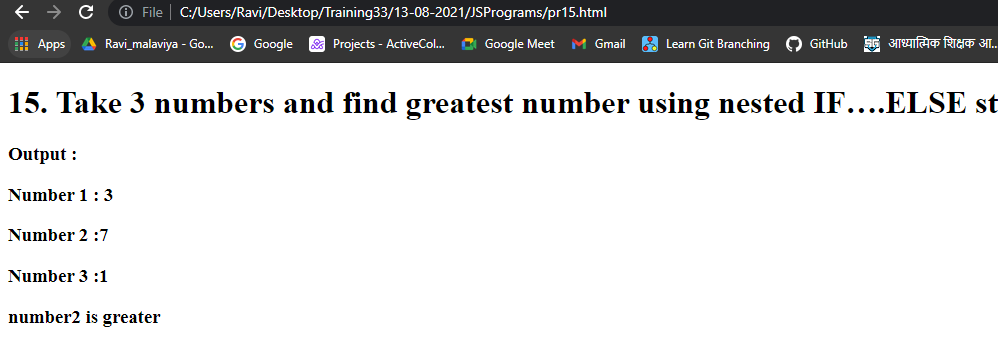 File C:/Users/Ravi/Desktop/Training33/13-08-2021/JSPrograms/pr15.html
Apps Ravi_malaviya - Go... Google Projects - ActiveCol... Google Meet Gmail Learn Git Branching GitHub आध्यात्मिक शिक्षक आ...
15. Take 3 numbers and find greatest number using nested IF….ELSE st
Output :
Number 1 : 3
Number 2 :7
Number 3 :1
number2 is greater